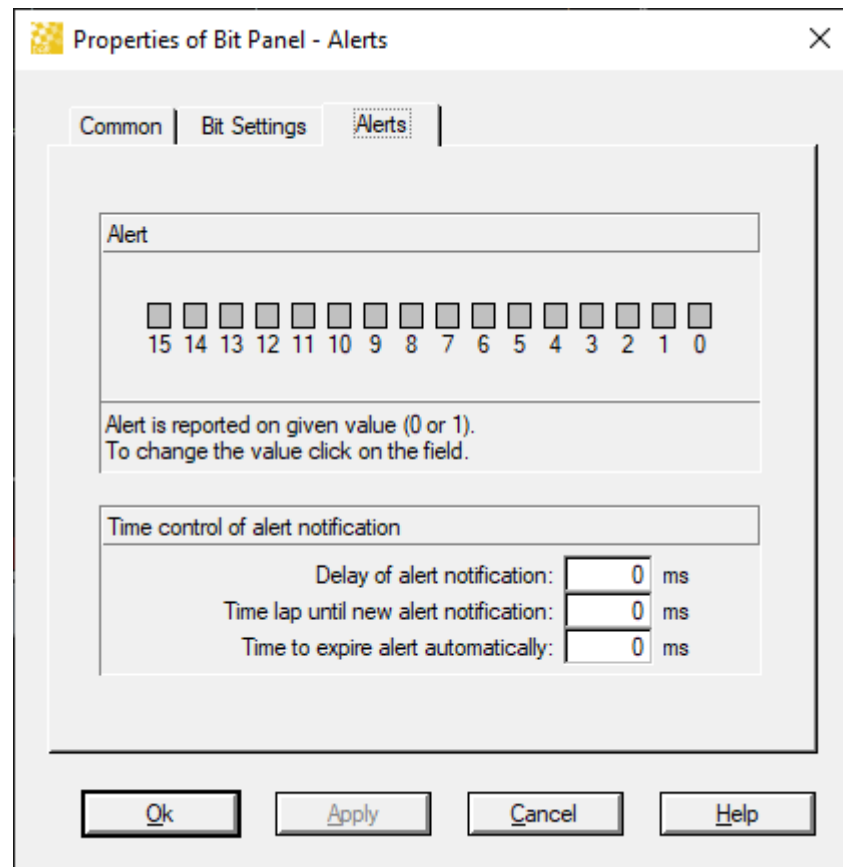 Properties of Bit Panel - Alerts
Common Bit Settings Alerts
Alert
15 14 13 12 11 10 9 8 7 6 5 4 3 2 1 0
Alert is reported on given value (0 or 1).
To change the value click on the field.
Time control of alert notification
Delay of alert notification: 0 ms
Time lap until new alert notification: 0 ms
Time to expire alert automatically: 0 ms
Ok Apply Cancel Help